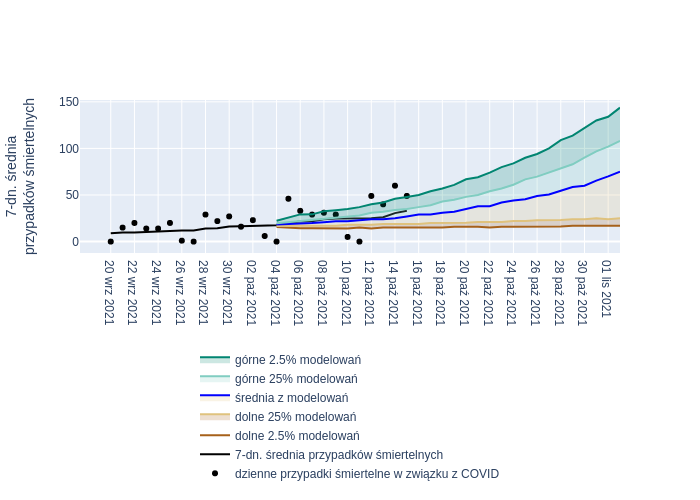 7-dn. średnia
przypadków śmiertelnych
150
100
50
0
20 wrz 2021
22 wrz 2021
24 wrz 2021
26 wrz 2021
28 wrz 2021
30 wrz 2021
02 paź 2021
04 paź 2021
06 paź 2021
08 paź 2021
10 paź 2021
12 paź 2021
14 paź 2021
16 paź 2021
18 paź 2021
20 paź 2021
22 paź 2021
24 paź 2021
26 paź 2021
28 paź 2021
30 paź 2021
01 lis 2021
górne 2.5% modelowań
górne 25% modelowań
średnia z modelowań
dolne 25% modelowań
dolne 2.5% modelowań
7-dn. średnia przypadków śmiertelnych
dzienne przypadki śmiertelne w związku z COVID